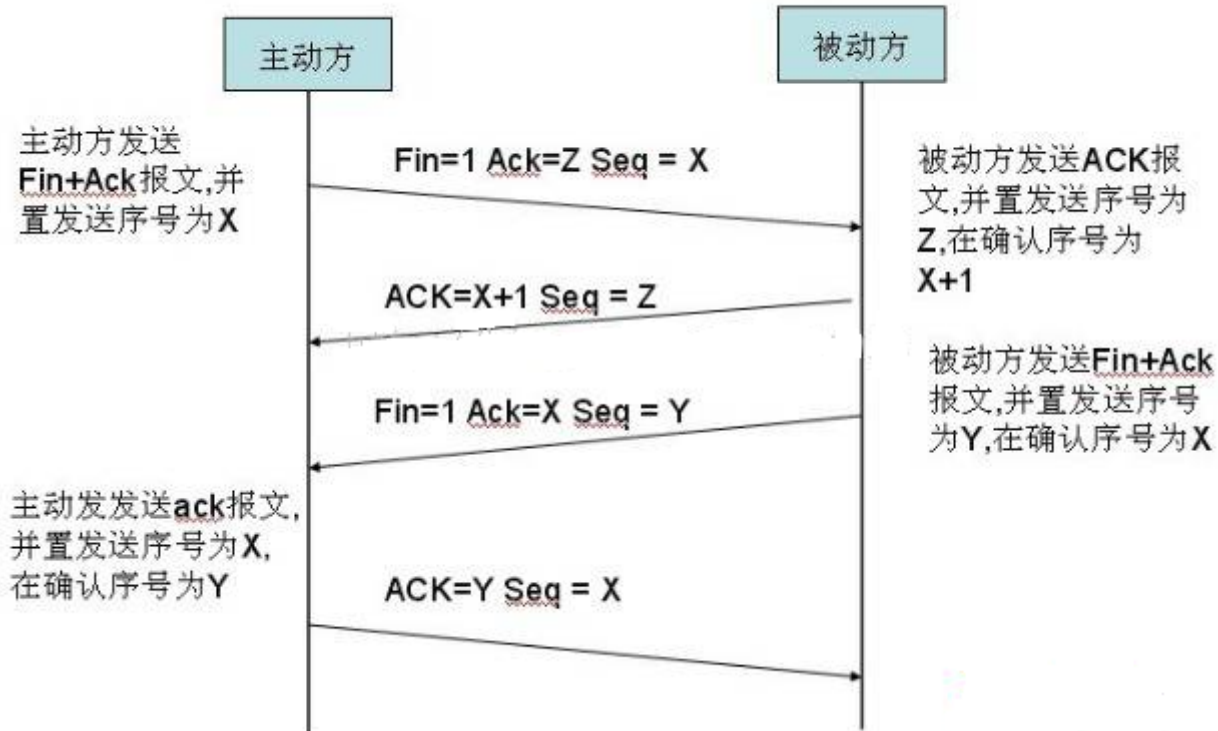 主动方
被动方
主动方发送
Fin+Ack报文,并
置发送序号为X
Fin=1 Ack=Z Seq = X
被动方发送ACK报
文,并置发送序号为
Z,在确认序号为
X+1
ACK=X+1 Seq = Z
被动方发送Fin+Ack
报文,并置发送序号
为Y,在确认序号为X
Fin=1 Ack=X Seq = Y
主动发发送ack报文,
并置发送序号为X,
在确认序号为Y
ACK=Y Seq = X